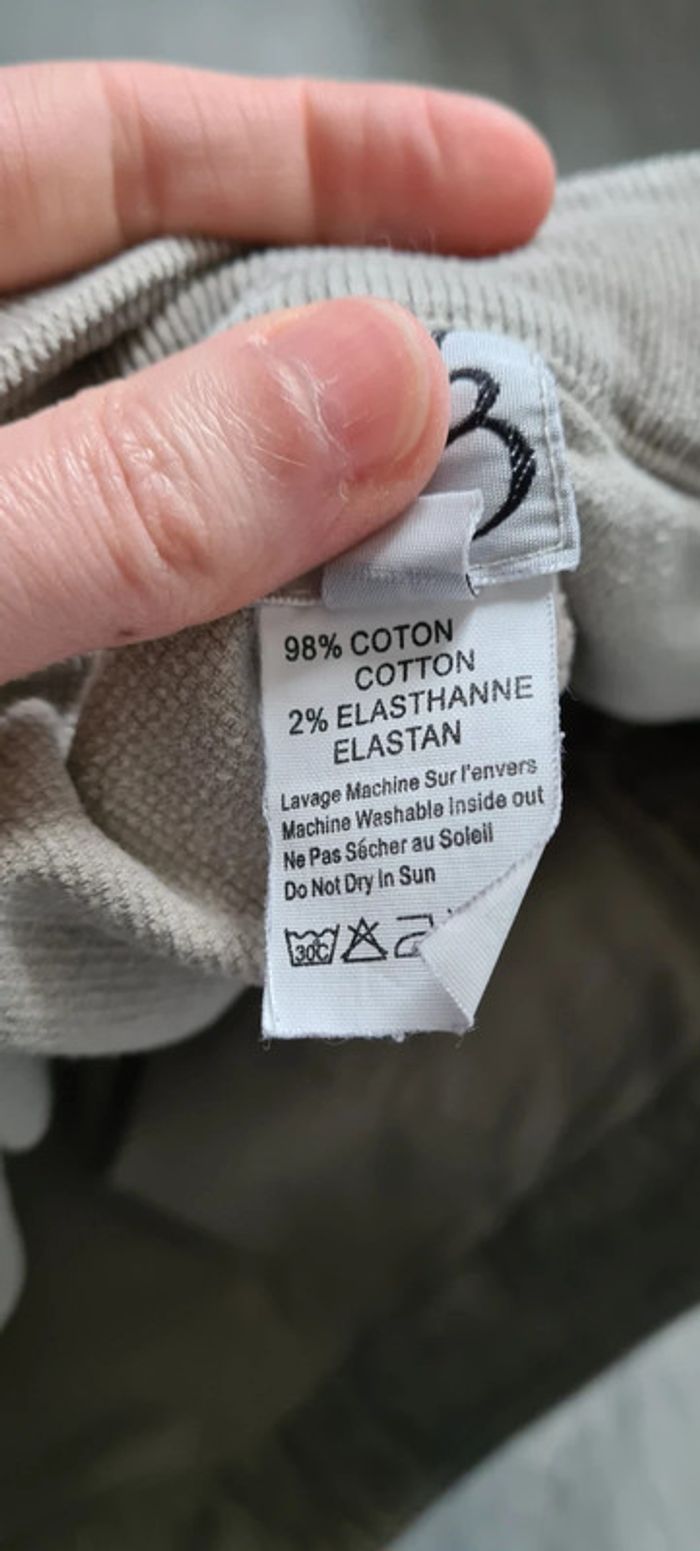 98% COTON
COTTON
2% ELASTHANNE
ELASTAN
Lavage Machine Sur l'envers
Machine Washable Inside out
Ne Pas Sécher au Soleil
Do Not Dry In Sun
30C